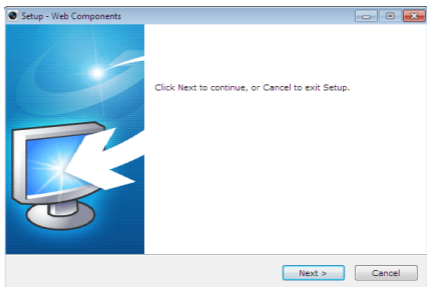 Setup - Web Components
Click Next to continue, or Cancel to exit Setup.
Next >
Cancel